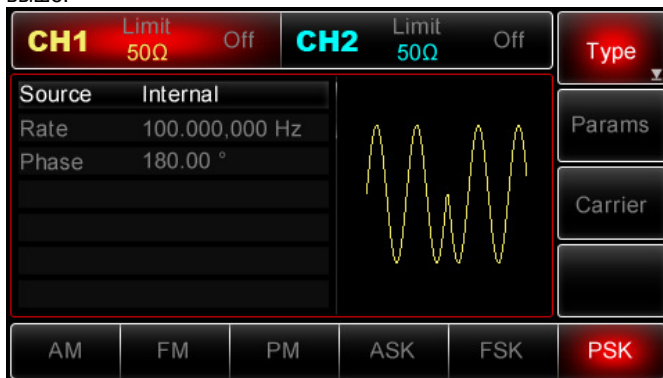 CH1 Limit 50Ω Off CH2 Limit 50Ω Off Type
Source Internal
Rate 100.000,000 Hz
Phase 180.00 °
Params
Carrier
AM FM PM ASK FSK PSK